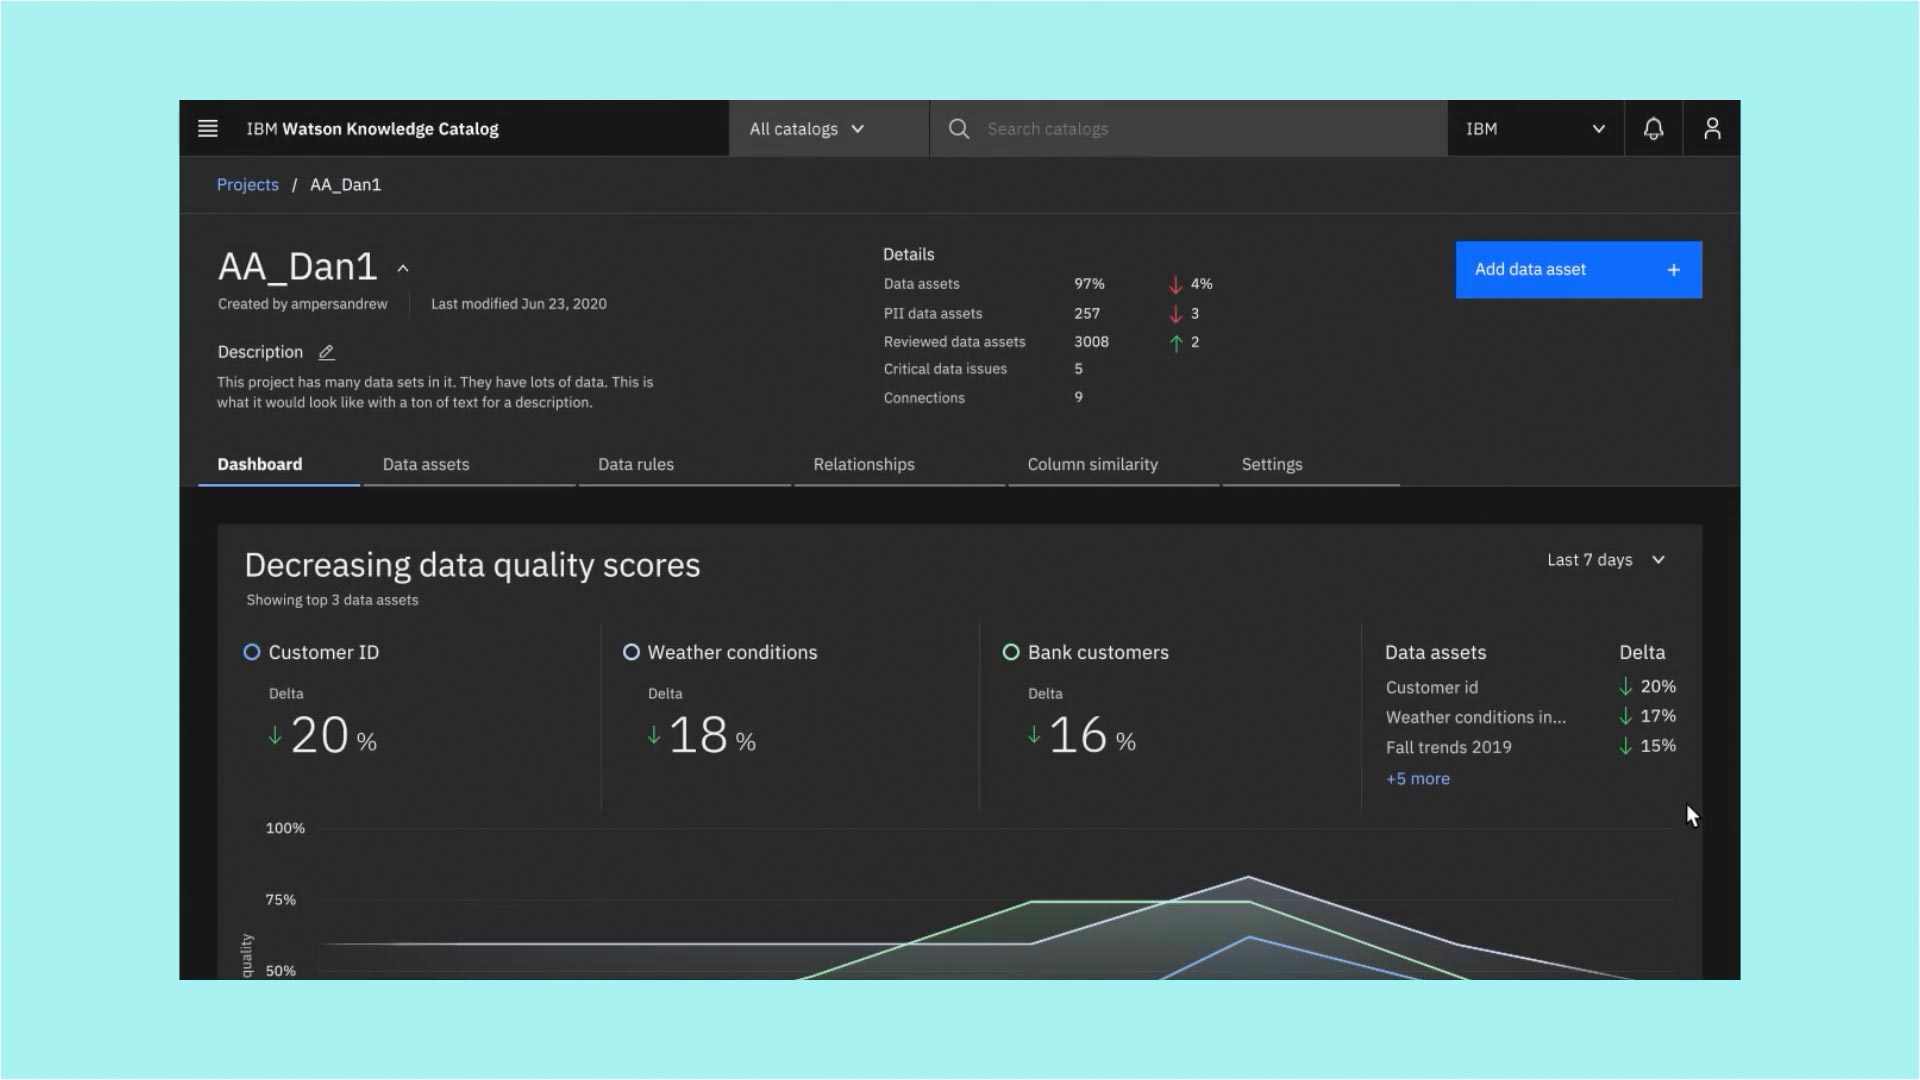 IBM Watson Knowledge Catalog
All catalogs
Search catalogs
IBM
Projects / AA_Dan1
AA_Dan1
Created by ampersandrew
Last modified Jun 23, 2020
Description
This project has many data sets in it. They have lots of data. This is
what it would look like with a ton of text for a description.
Details
Data assets 97% 4%
PII data assets 257 3
Reviewed data assets 3008 2
Critical data issues 5
Connections 9
Add data asset +
Dashboard
Data assets
Data rules
Relationships
Column similarity
Settings
Decreasing data quality scores
Showing top 3 data assets
Last 7 days
Customer ID
Delta
20 %
Weather conditions
Delta
18 %
Bank customers
Delta
16 %
Data assets Delta
Customer id 20%
Weather conditions in... 17%
Fall trends 2019 15%
+5 more
100%
75%
50%
quality